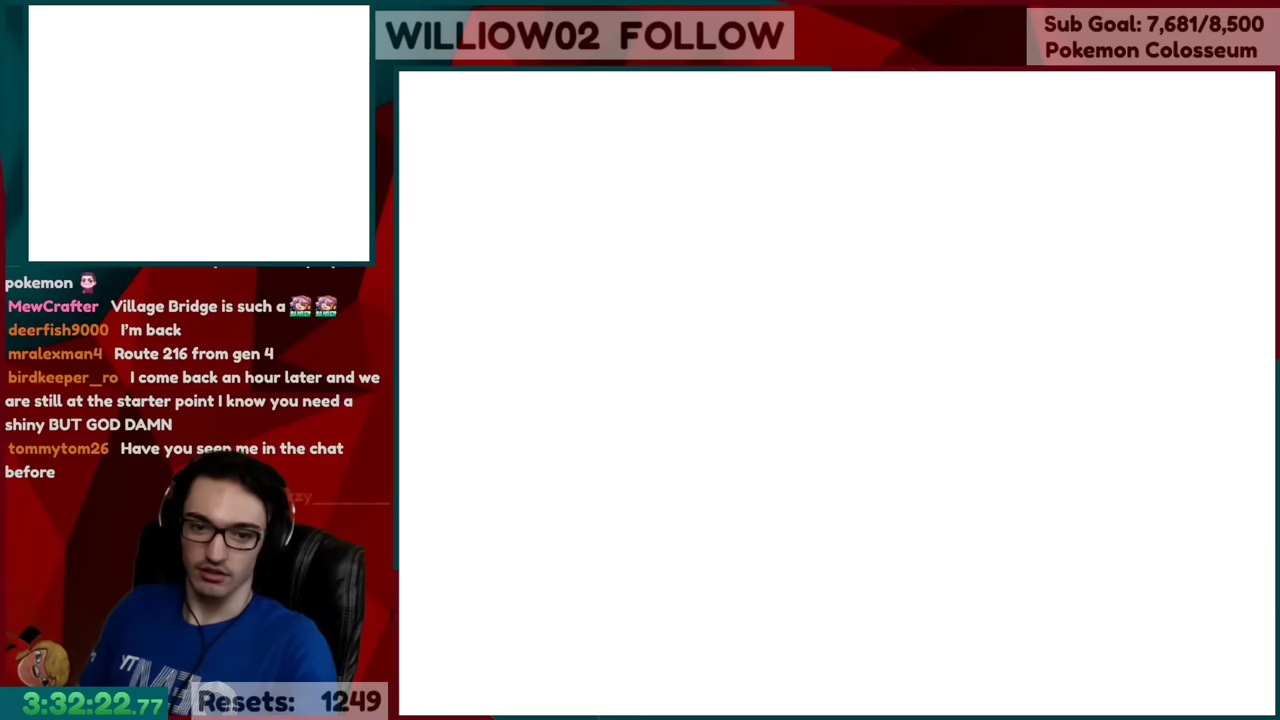 WILLIOW02 FOLLOW
Sub Goal: 7,681/8,500
Pokemon Colosseum
pokemon
MewCrafter Village Bridge is such a
deerfish9000 I'm back
mralexman4 Route 216 from gen 4
birdkeeper__ro I come back an hour later and we
are still at the starter point I know you need a
shiny BUT GOD DAMN
tommytom26 Have you seen me in the chat
before
YT
3:32:22.77
Resets: 1249